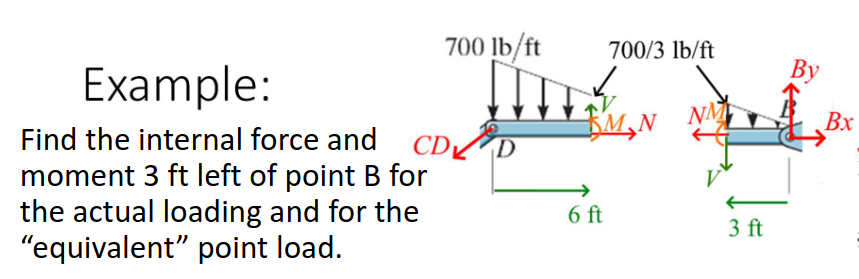 Example:
Find the internal force and
moment 3 ft left of point B for
the actual loading and for the
“equivalent” point load.
700 lb/ft
700/3 lb/ft
By
V
M
N
N
M
B
Bx
CD
D
V
6 ft
3 ft